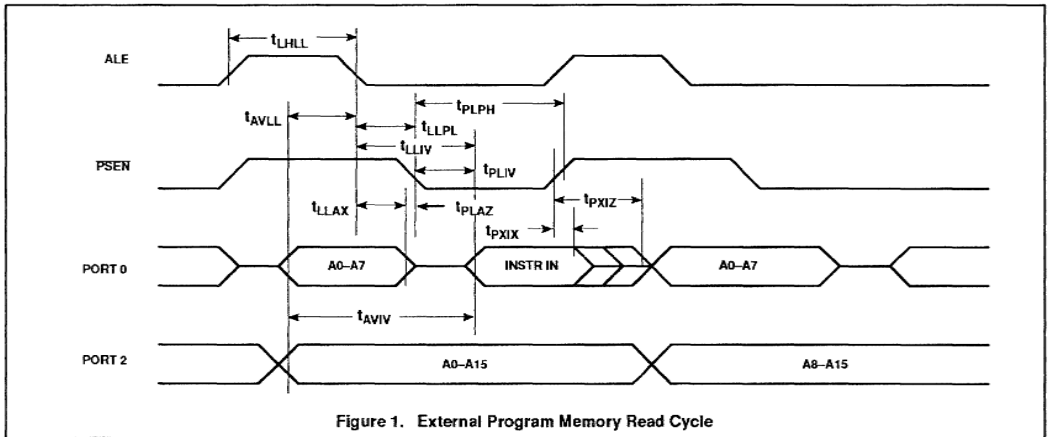 ALE
tLHLL
tAVLL
tPLPH
tLLPL
tLLIV
PSEN
tPLIV
tLLAX
tPLAZ
tPXIZ
tPXIX
PORT 0
A0–A7
INSTR IN
A0–A7
tAVIV
PORT 2
A0–A15
A8–A15
Figure 1. External Program Memory Read Cycle